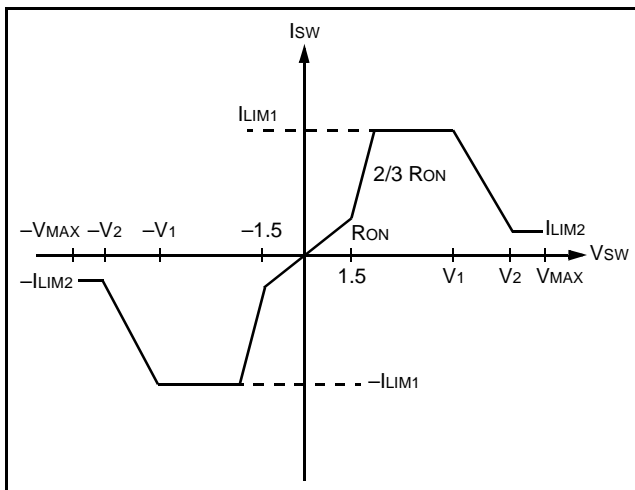 ISW
ILIM1
2/3 RON
–VMAX –V2 –V1 –1.5 RON ILIM2
VSW
–ILIM2 1.5 V1 V2 VMAX
–ILIM1